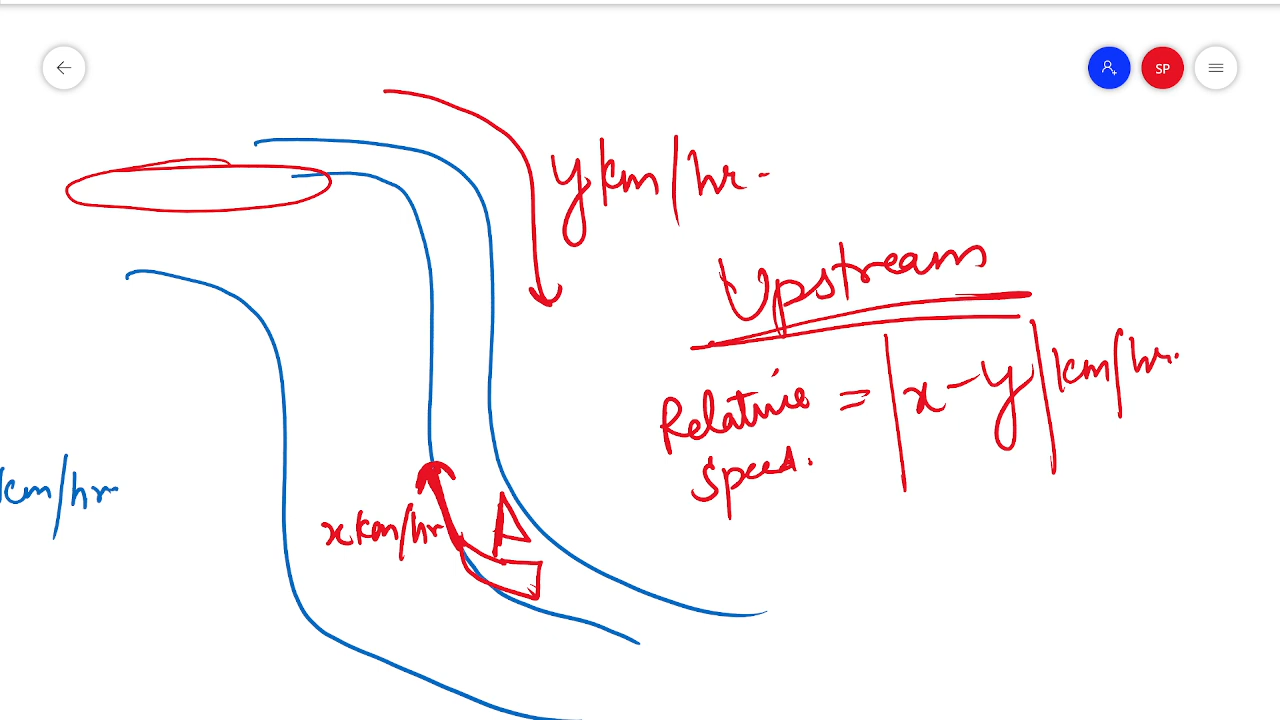 SP
y km/hr.
Upstream
Relative = |x-y| km/hr.
Speed.
km/hr
x km/hr